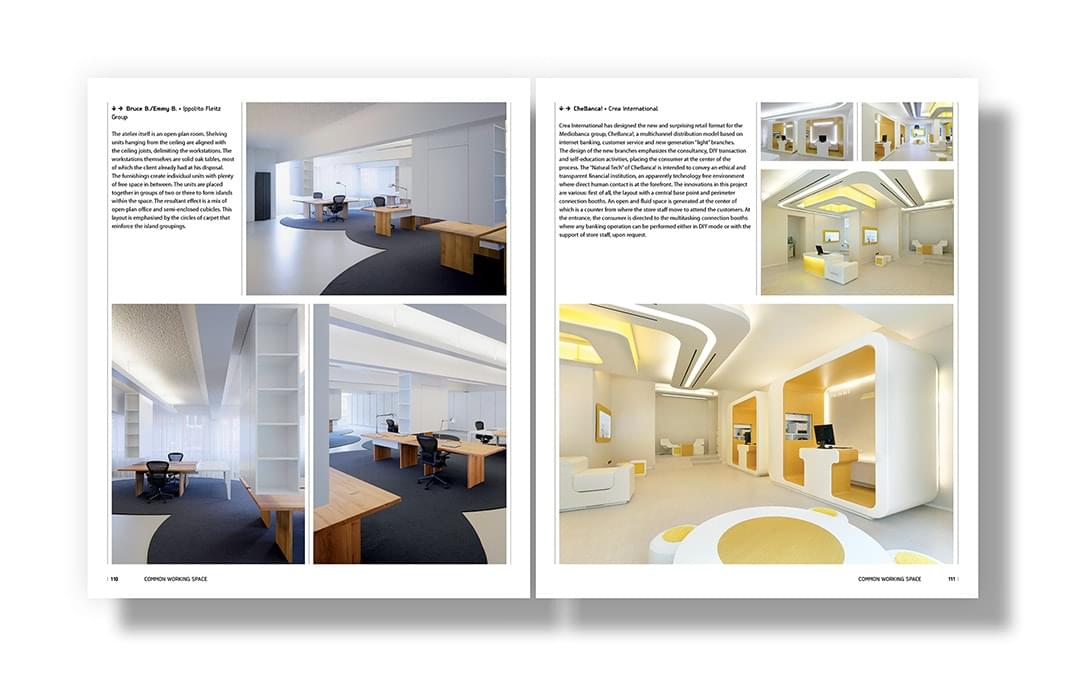 Bruce B./Emmy B. • Ippolito Fleitz
Group
The atelier itself is an open-plan room. Shelving
units hanging from the ceiling are aligned with
the ceiling joists, delimiting the workstations. The
workstations themselves are solid oak tables, most
of which the client already had at his disposal.
The furnishings create individual units with plenty
of free space in between. The units are placed
together in groups of two or three to form islands
within the space. The resultant effect is a mix of
open-plan office and semi-enclosed cubicles. This
layout is emphasised by the circles of carpet that
reinforce the island groupings.
110 COMMON WORKING SPACE
Chebanca! • Crea International
Crea International has designed the new and surprising retail format for the
Mediobanca group, Chebanca!, a multichannel distribution model based on
internet banking, customer service and new generation "light" branches.
The design of the new branches emphasizes the consultancy, DIY transaction
and self-education activities, placing the consumer at the center of the
process. The "Natural Tech" of Chebanca! is intended to convey an ethical and
transparent financial institution, an apparently technology free environment
where direct human contact is at the forefront. The innovations in this project
are various: first of all, the layout with a central base point and perimeter
connection booths. An open and fluid space is generated at the center of
which is a counter from where the store staff move to attend the customers. At
the entrance, the consumer is directed to the multitasking connection booths
where any banking operation can be performed either in DIY mode or with the
support of store staff, upon request.
COMMON WORKING SPACE 111